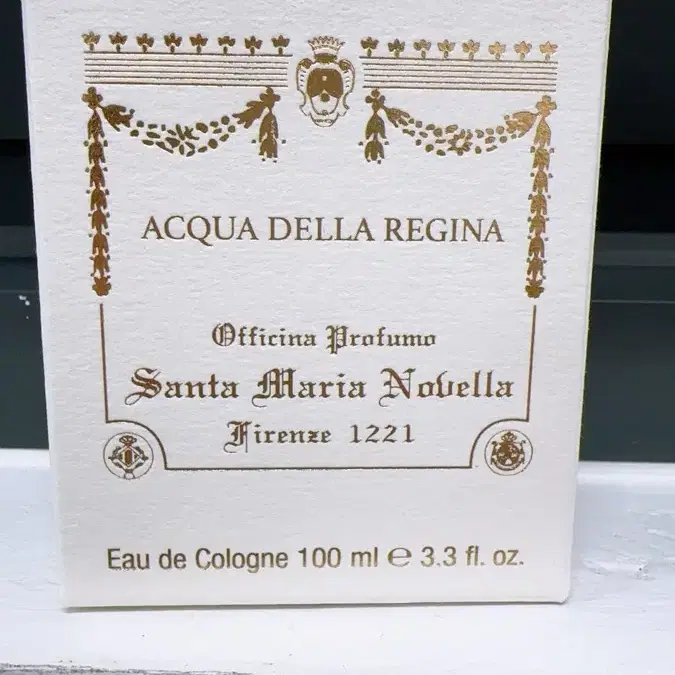 ACQUA DELLA REGINA
Officina Profumo
Santa Maria Novella
Firenze 1221
Eau de Cologne 100 ml ℮ 3.3 fl. oz.